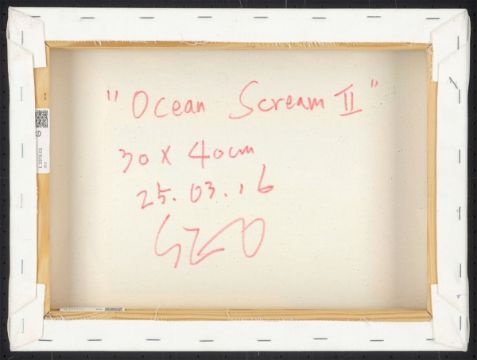 "Ocean Scream II"
30 x 40cm
25.03.16